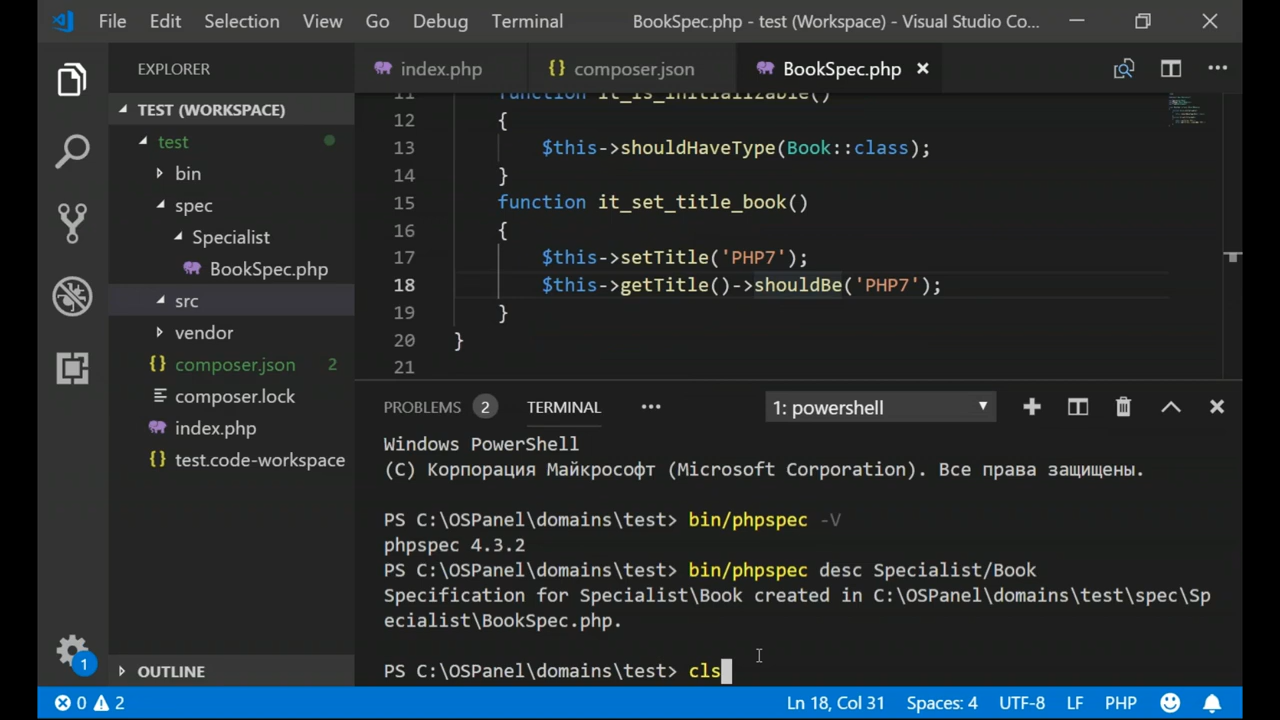 File Edit Selection View Go Debug Terminal BookSpec.php - test (Workspace) - Visual Studio Co...
EXPLORER
index.php
composer.json
BookSpec.php
TEST (WORKSPACE)
test
bin
spec
Specialist
BookSpec.php
src
vendor
composer.json 2
composer.lock
index.php
test.code-workspace
OUTLINE
1
11 function it_is_initializable()
12 {
13 $this->shouldHaveType(Book::class);
14 }
15 function it_set_title_book()
16 {
17 $this->setTitle('PHP7');
18 $this->getTitle()->shouldBe('PHP7');
19 }
20 }
21
PROBLEMS 2 TERMINAL ••• 1: powershell
Windows PowerShell
(C) Корпорация Майкрософт (Microsoft Corporation). Все права защищены.
PS C:\OSPanel\domains\test> bin/phpspec -V
phpspec 4.3.2
PS C:\OSPanel\domains\test> bin/phpspec desc Specialist/Book
Specification for Specialist\Book created in C:\OSPanel\domains\test\spec\Sp
ecialist\BookSpec.php.
PS C:\OSPanel\domains\test> cls
0 2 Ln 18, Col 31 Spaces: 4 UTF-8 LF PHP